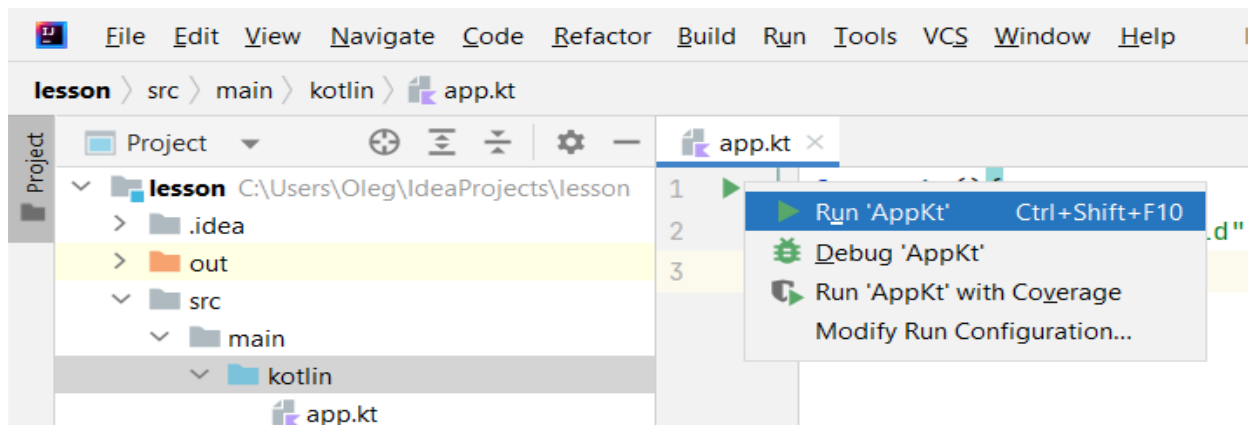 File Edit View Navigate Code Refactor Build Run Tools VCS Window Help
lesson src main kotlin app.kt
Project
Project
app.kt
lesson C:\Users\Oleg\IdeaProjects\lesson
.idea
out
src
main
kotlin
app.kt
1
2
3
d"
Run 'AppKt' Ctrl+Shift+F10
Debug 'AppKt'
Run 'AppKt' with Coverage
Modify Run Configuration...